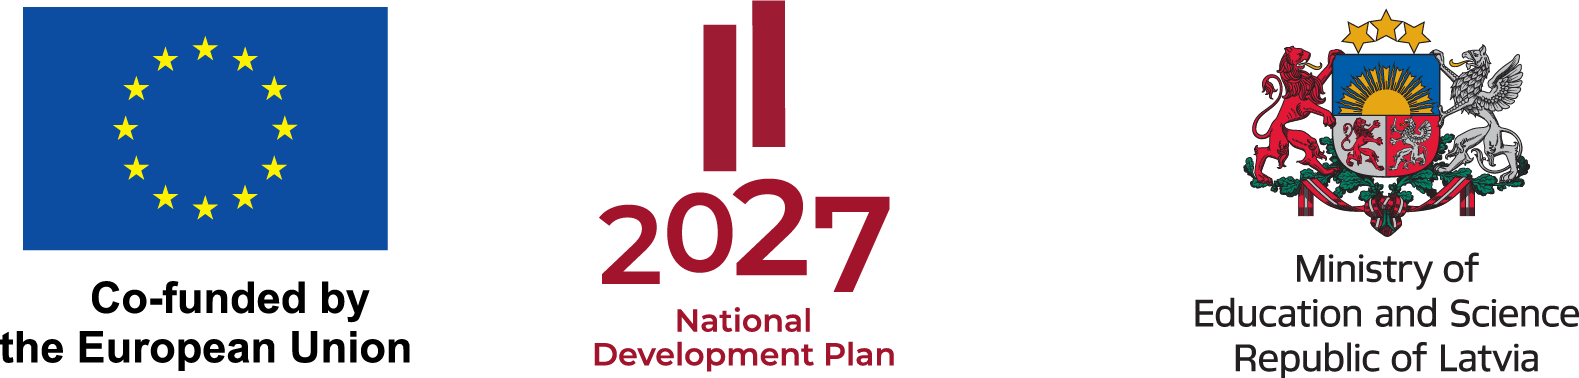 Co-funded by
the European Union
2027
National
Development Plan
Ministry of
Education and Science
Republic of Latvia